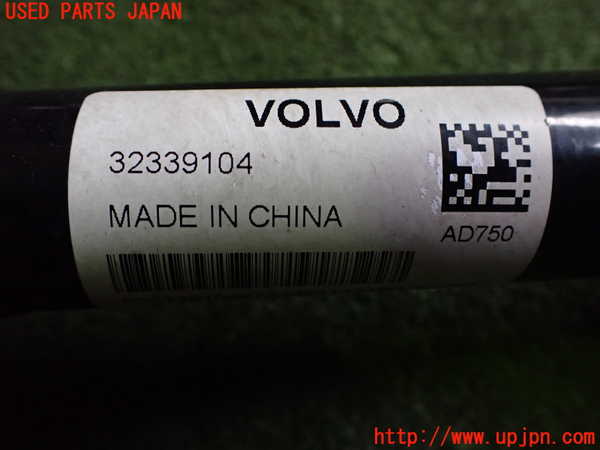 USED PARTS JAPAN
VOLVO
32339104
MADE IN CHINA
AD750
http://www.upjpn.com/